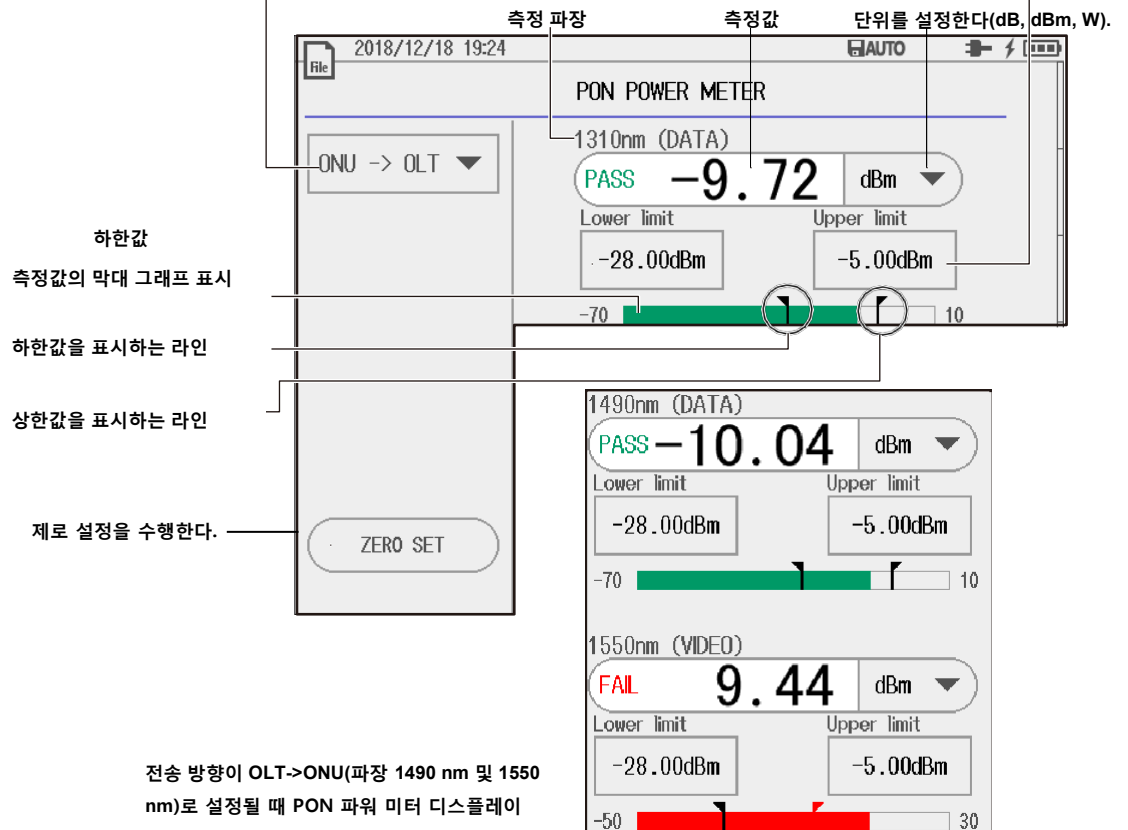 측정 파장 측정값 단위를 설정한다(dB, dBm, W).
File 2018/12/18 19:24 AUTO
PON POWER METER
ONU -> OLT
1310nm (DATA)
PASS -9.72 dBm
Lower limit Upper limit
-28.00dBm -5.00dBm
-70 10
하한값
측정값의 막대 그래프 표시
하한값을 표시하는 라인
상한값을 표시하는 라인
제로 설정을 수행한다.
ZERO SET
1490nm (DATA)
PASS -10.04 dBm
Lower limit Upper limit
-28.00dBm -5.00dBm
-70 10
1550nm (VIDEO)
FAIL 9.44 dBm
Lower limit Upper limit
-28.00dBm -5.00dBm
-50 30
전송 방향이 OLT->ONU(파장 1490 nm 및 1550
nm)로 설정될 때 PON 파워 미터 디스플레이